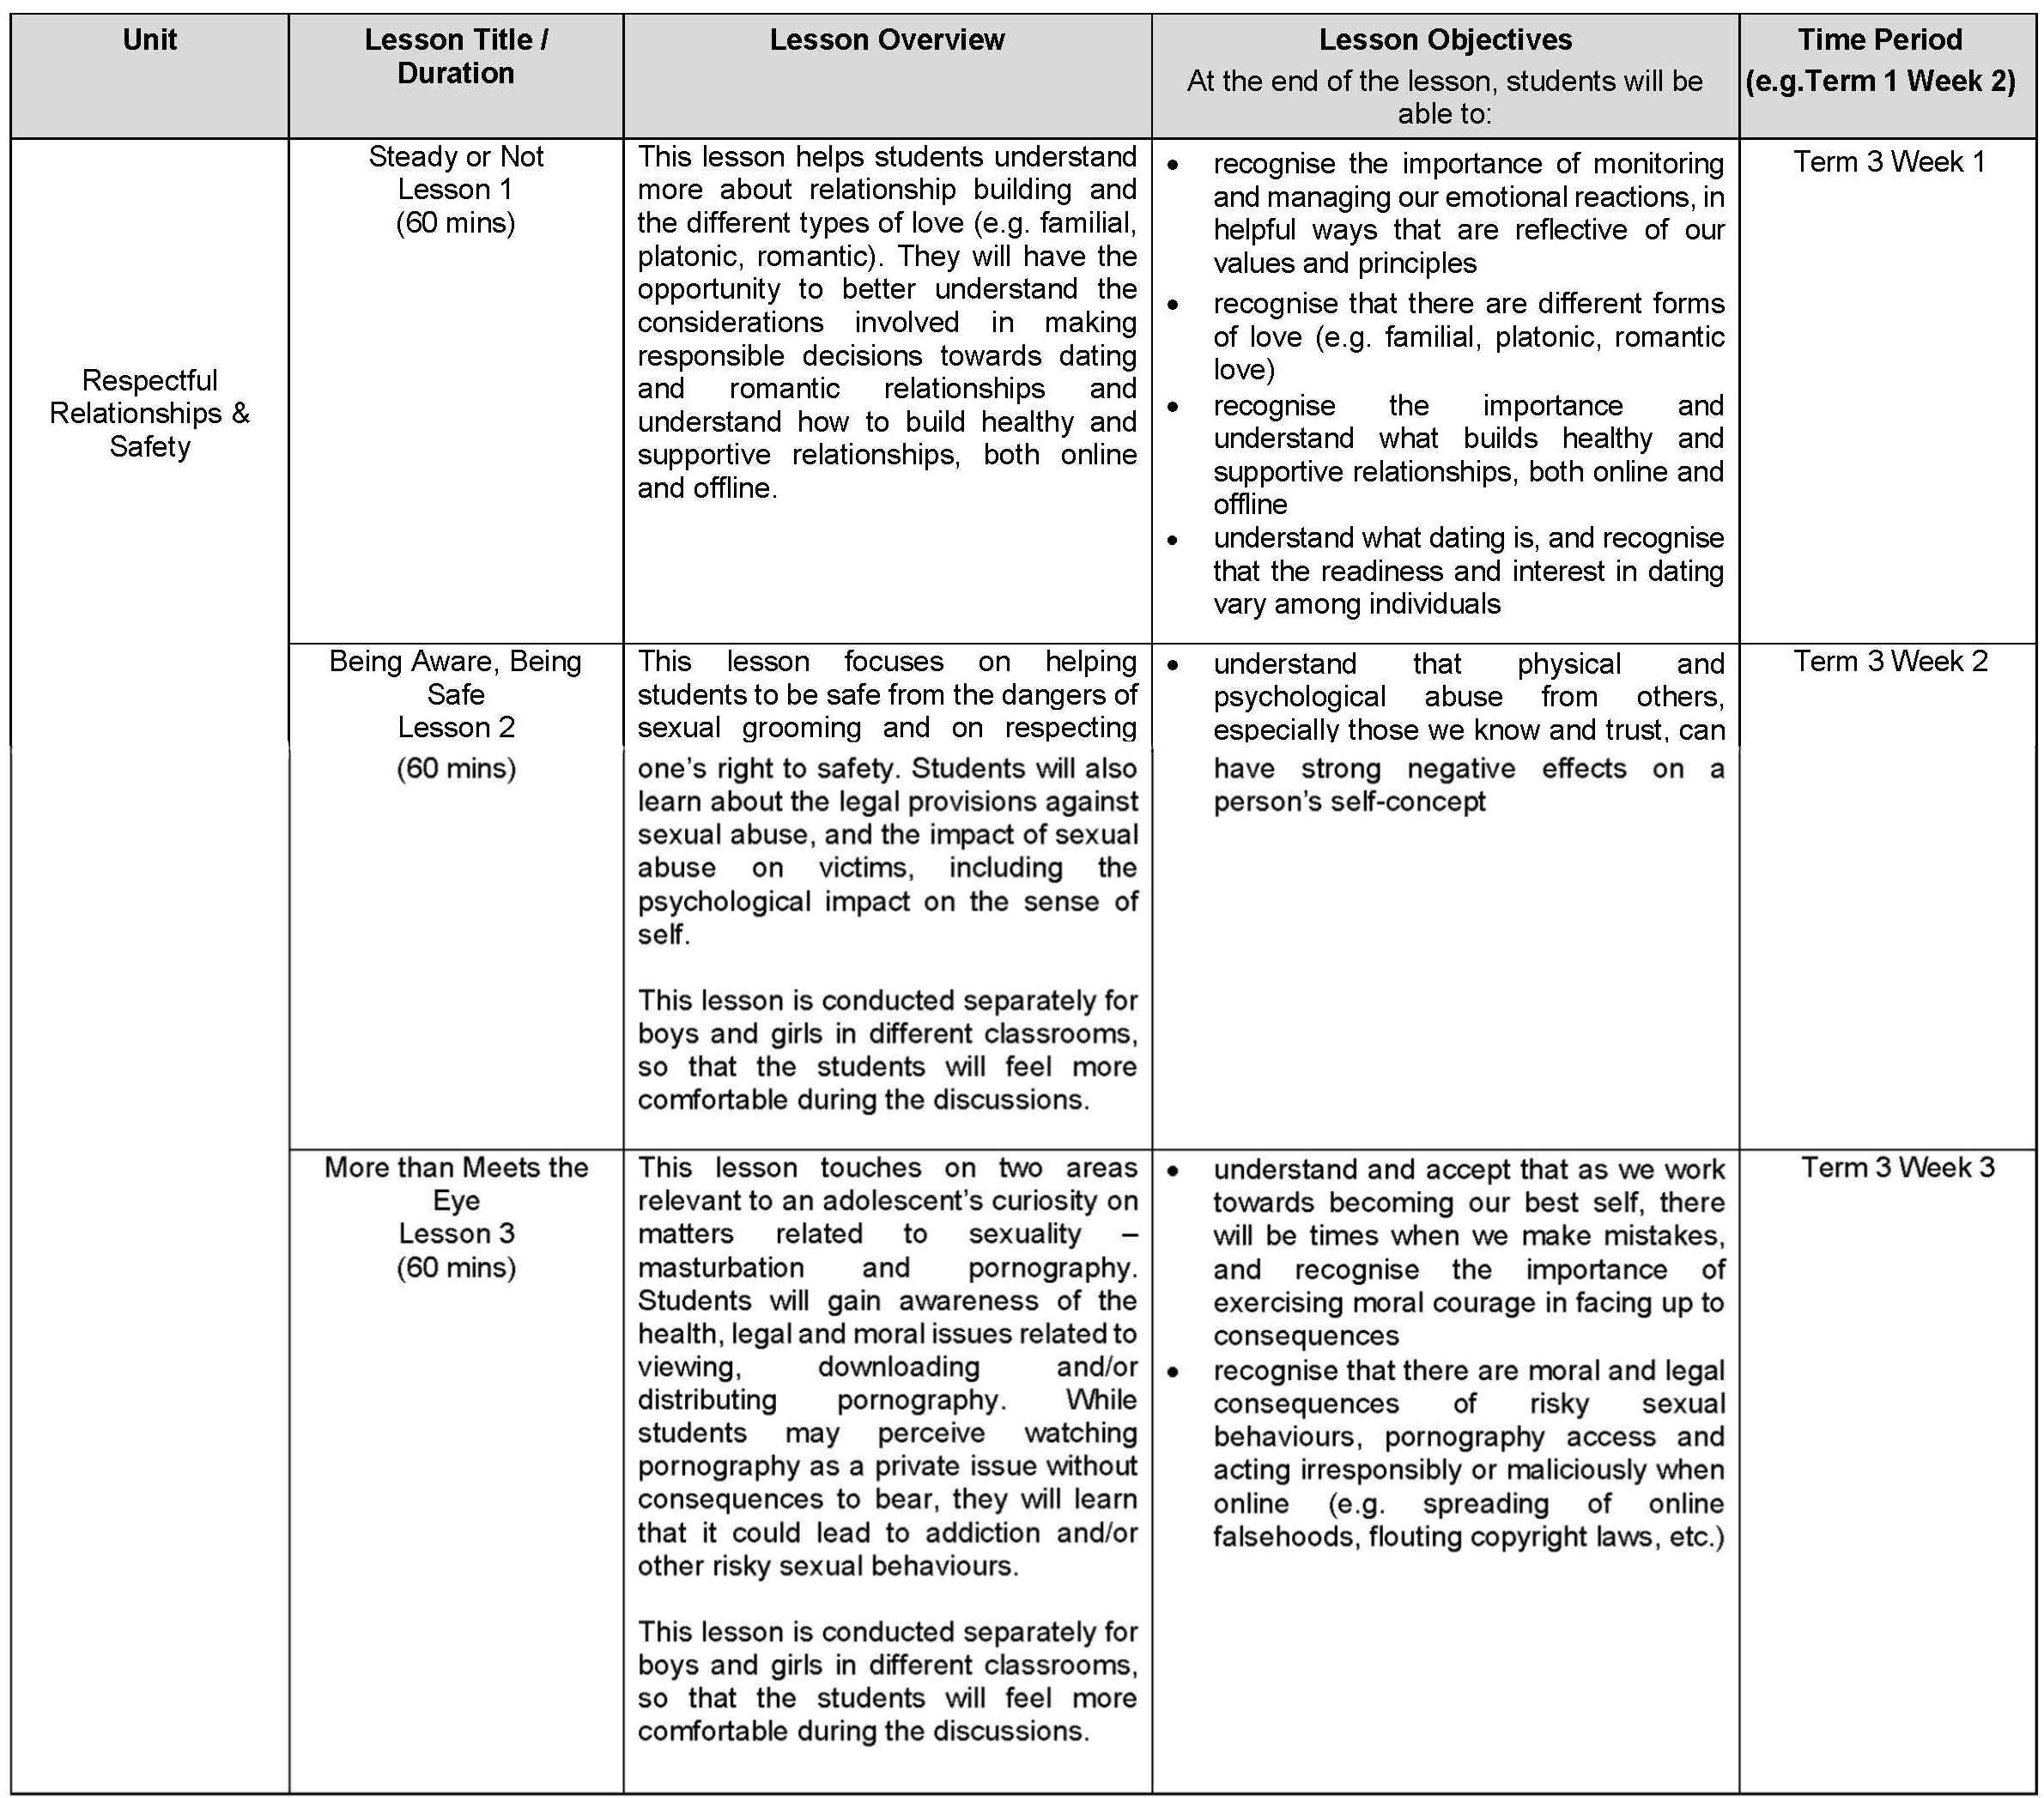 Unit
Lesson Title /
Duration
Lesson Overview
Lesson Objectives
At the end of the lesson, students will be
able to:
Time Period
(e.g.Term 1 Week 2)
Respectful
Relationships &
Safety
Steady or Not
Lesson 1
(60 mins)
This lesson helps students understand
more about relationship building and
the different types of love (e.g. familial,
platonic, romantic). They will have the
opportunity to better understand the
considerations involved in making
responsible decisions towards dating
and romantic relationships and
understand how to build healthy and
supportive relationships, both online
and offline.
• recognise the importance of monitoring
and managing our emotional reactions, in
helpful ways that are reflective of our
values and principles
• recognise that there are different forms
of love (e.g. familial, platonic, romantic
love)
• recognise the importance and
understand what builds healthy and
supportive relationships, both online and
offline
• understand what dating is, and recognise
that the readiness and interest in dating
vary among individuals
Term 3 Week 1
Being Aware, Being
Safe
Lesson 2
(60 mins)
This lesson focuses on helping
students to be safe from the dangers of
sexual grooming and on respecting
one's right to safety. Students will also
learn about the legal provisions against
sexual abuse, and the impact of sexual
abuse on victims, including the
psychological impact on the sense of
self.
This lesson is conducted separately for
boys and girls in different classrooms,
so that the students will feel more
comfortable during the discussions.
• understand that physical and
psychological abuse from others,
especially those we know and trust, can
have strong negative effects on a
person's self-concept
Term 3 Week 2
More than Meets the
Eye
Lesson 3
(60 mins)
This lesson touches on two areas
relevant to an adolescent's curiosity on
matters related to sexuality –
masturbation and pornography.
Students will gain awareness of the
health, legal and moral issues related to
viewing, downloading and/or
distributing pornography. While
students may perceive watching
pornography as a private issue without
consequences to bear, they will learn
that it could lead to addiction and/or
other risky sexual behaviours.
This lesson is conducted separately for
boys and girls in different classrooms,
so that the students will feel more
comfortable during the discussions.
• understand and accept that as we work
towards becoming our best self, there
will be times when we make mistakes,
and recognise the importance of
exercising moral courage in facing up to
consequences
• recognise that there are moral and legal
consequences of risky sexual
behaviours, pornography access and
acting irresponsibly or maliciously when
online (e.g. spreading of online
falsehoods, flouting copyright laws, etc.)
Term 3 Week 3